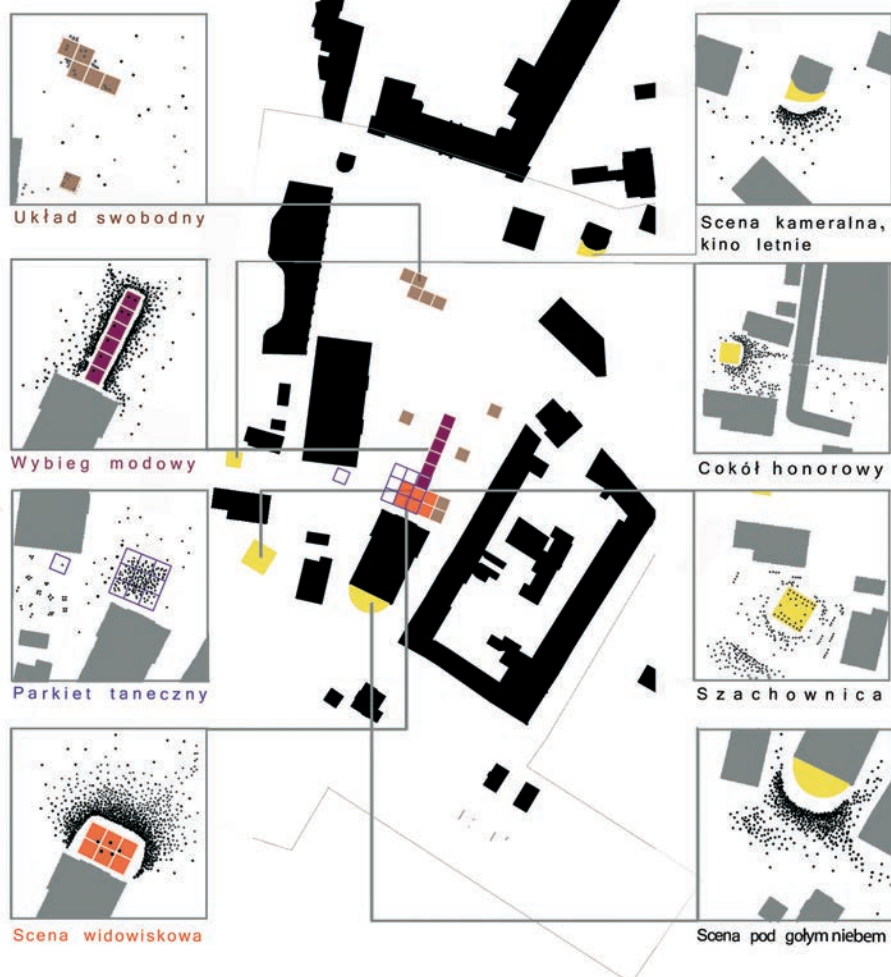 Układ swobodny
Scena kameralna,
kino letnie
Wybieg modowy
Cokół honorowy
Parkiet taneczny
Szachownica
Scena widowiskowa
Scena pod gołym niebem